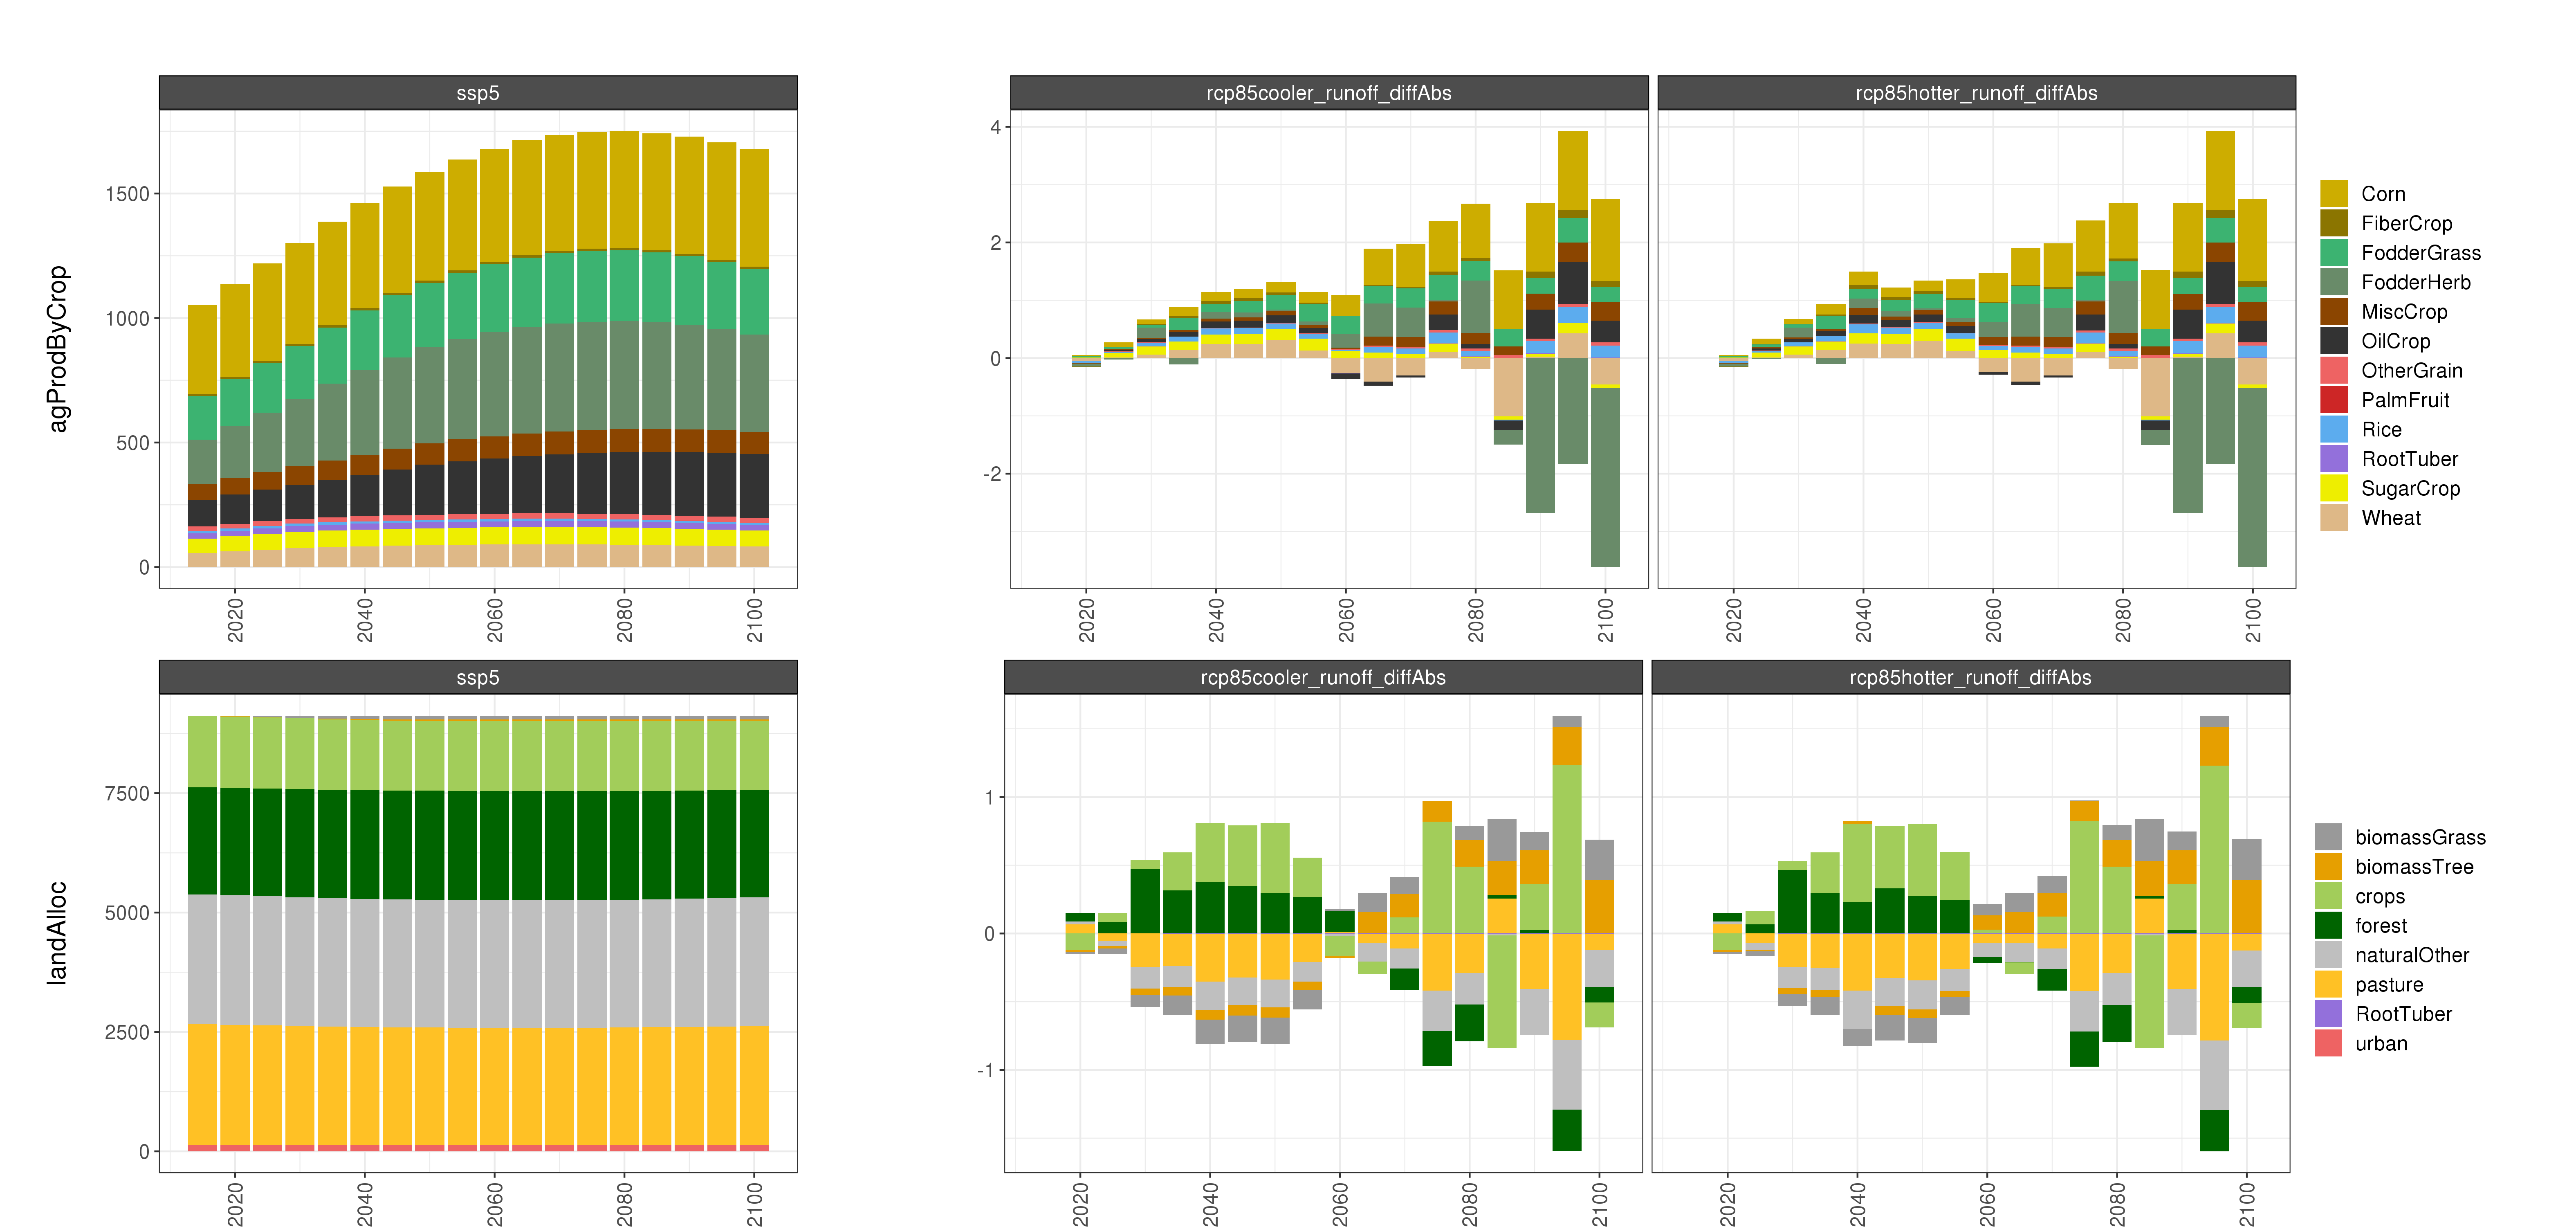 ssp5
rcp85cooler_runoff_diffAbs
rcp85hotter_runoff_diffAbs
agProdByCrop
1500
1000
500
0
4
2
0
-2
2020
2040
2060
2080
2100
2020
2040
2060
2080
2100
2020
2040
2060
2080
2100
Corn
FiberCrop
FodderGrass
FodderHerb
MiscCrop
OilCrop
OtherGrain
PalmFruit
Rice
RootTuber
SugarCrop
Wheat
ssp5
rcp85cooler_runoff_diffAbs
rcp85hotter_runoff_diffAbs
landAlloc
7500
5000
2500
0
1
0
-1
2020
2040
2060
2080
2100
2020
2040
2060
2080
2100
2020
2040
2060
2080
2100
biomassGrass
biomassTree
crops
forest
naturalOther
pasture
RootTuber
urban